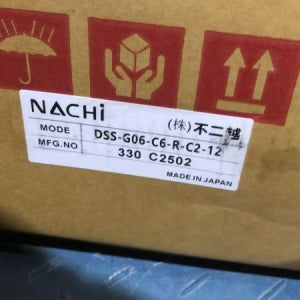 NACHi
(株)不二越
MODE DSS-G06-C6-R-C2-12
MFG.NO 330 C2502
MADE IN JAPAN